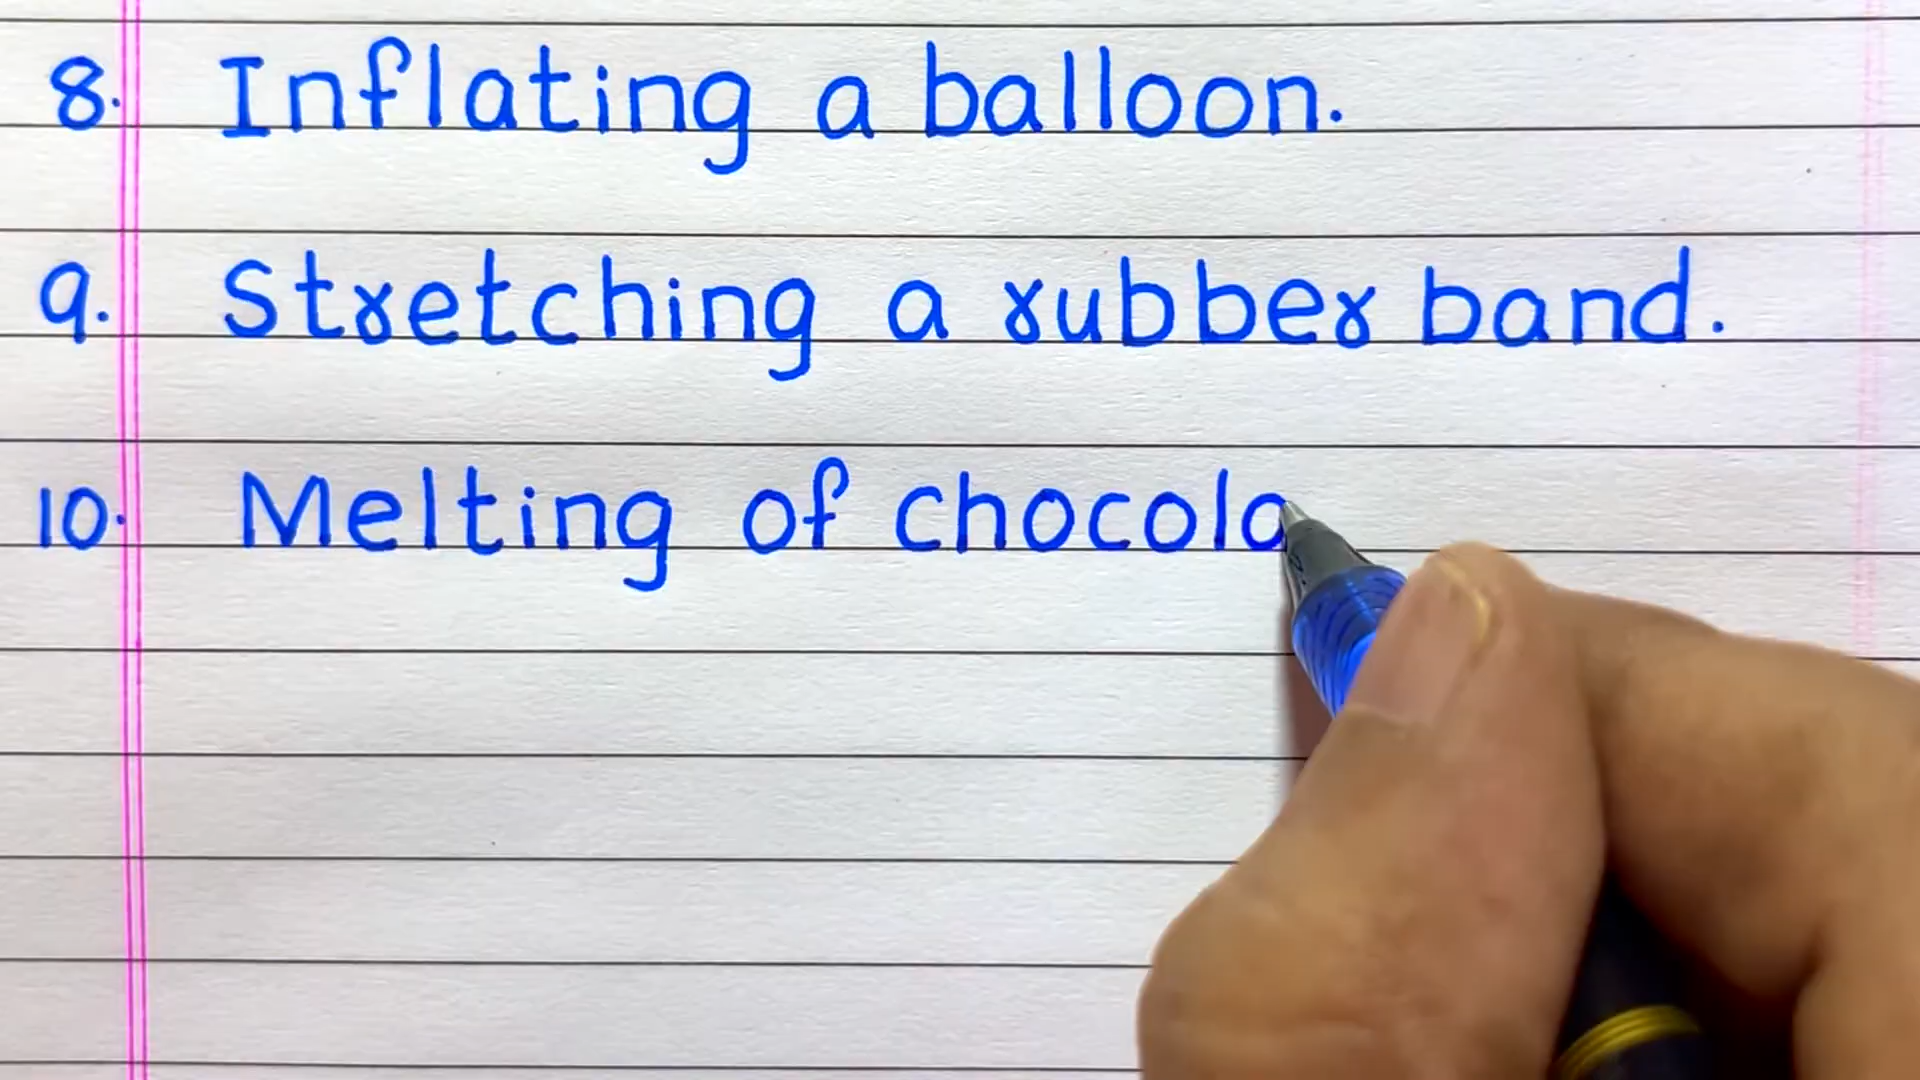 8. Inflating a balloon.
9. Stretching a rubber band.
10. Melting of chocola